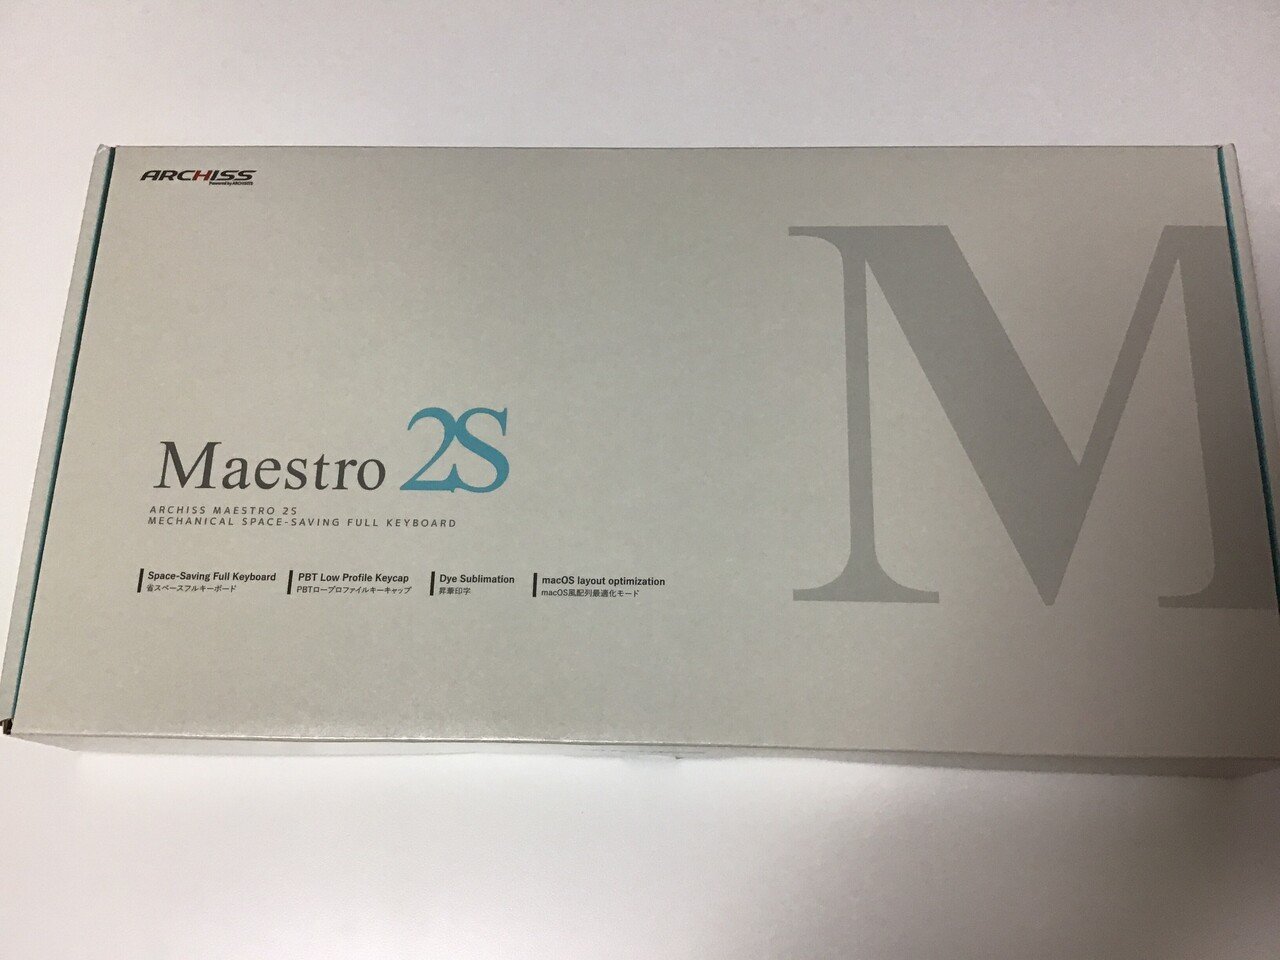 ARCHISS
Powered by ARCHISITE
M
Maestro 2S
ARCHISS MAESTRO 2S
MECHANICAL SPACE-SAVING FULL KEYBOARD
Space-Saving Full Keyboard
省スペースフルキーボード
PBT Low Profile Keycap
PBTロープロファイルキーキャップ
Dye Sublimation
昇華印字
macOS layout optimization
macOS風配列最適化モード